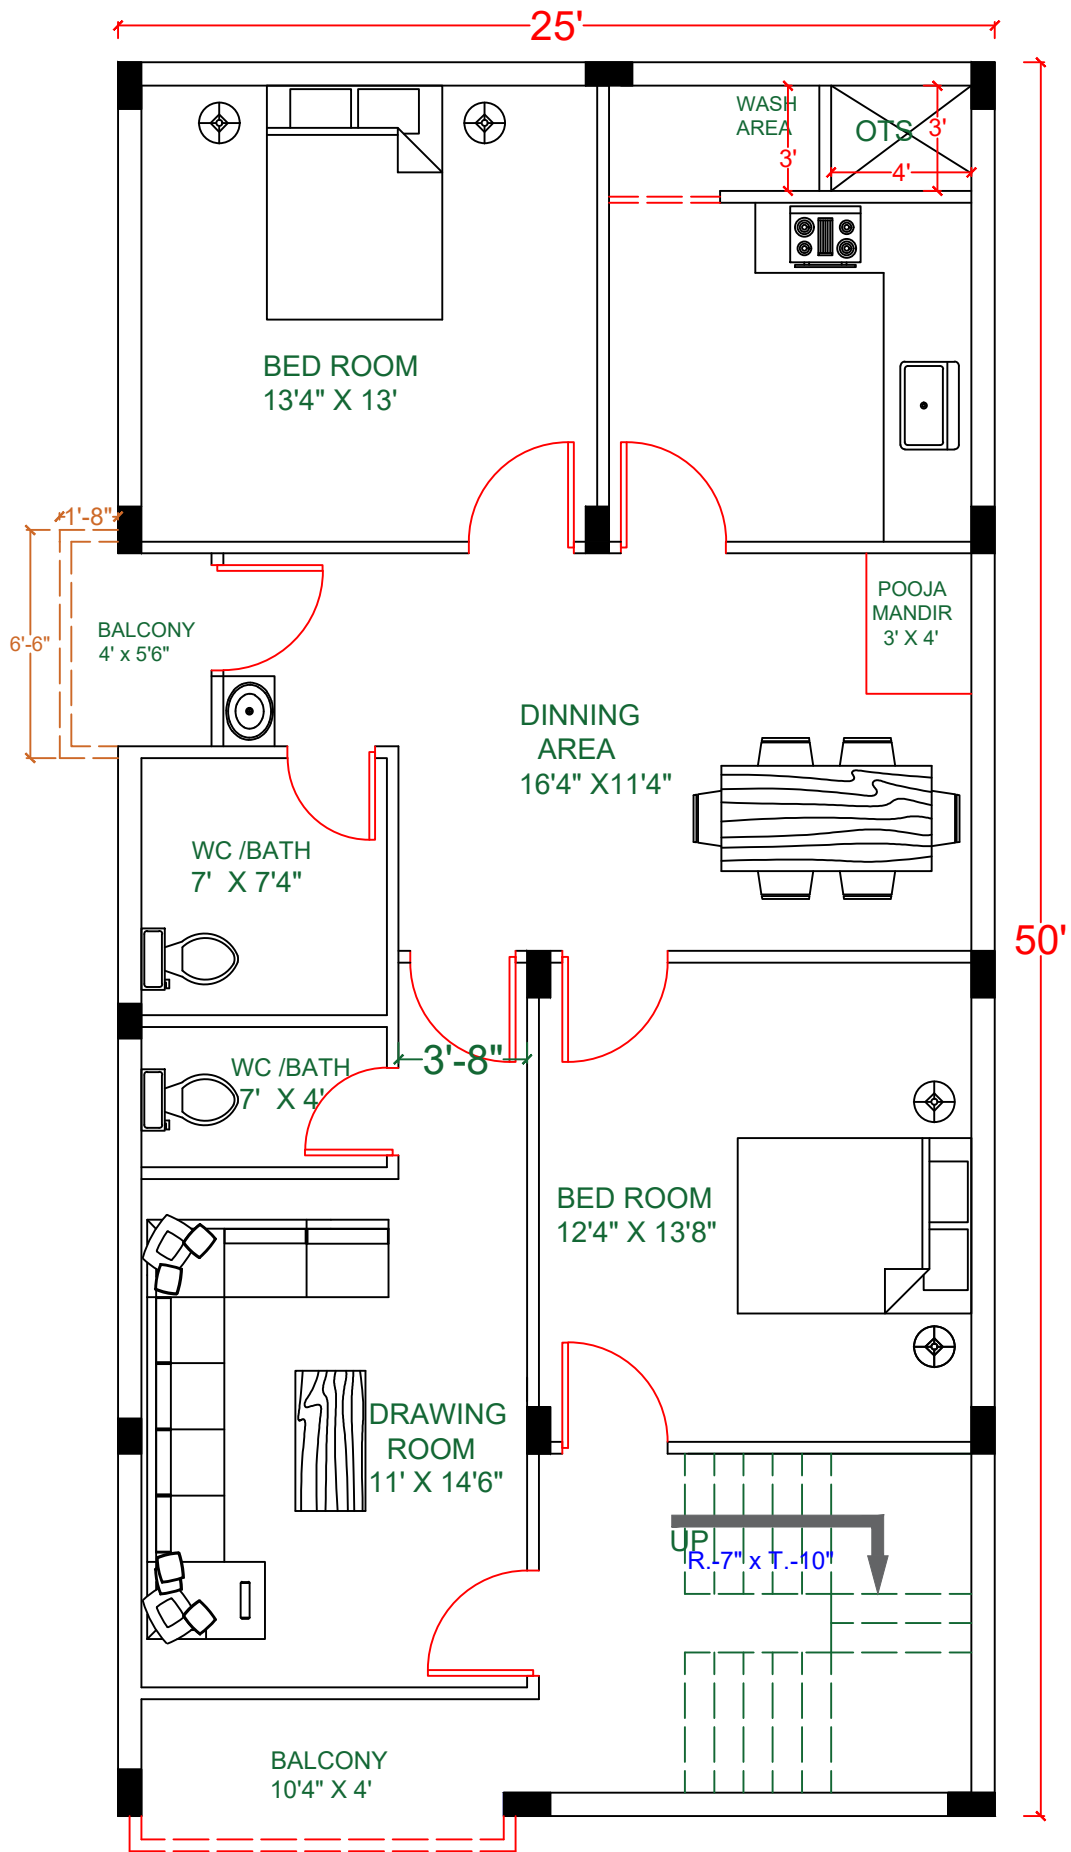 25'
WASH
AREA
OTS
3'
3'
4'
BED ROOM
13'4" X 13'
1'-8"
6'-6"
BALCONY
4' x 5'6"
POOJA
MANDIR
3' X 4'
DINNING
AREA
16'4" X11'4"
WC /BATH
7' X 7'4"
50'
3'-8"
WC /BATH
7' X 4'
BED ROOM
12'4" X 13'8"
DRAWING
ROOM
11' X 14'6"
UP
R.-7" x T.-10"
BALCONY
10'4" X 4'